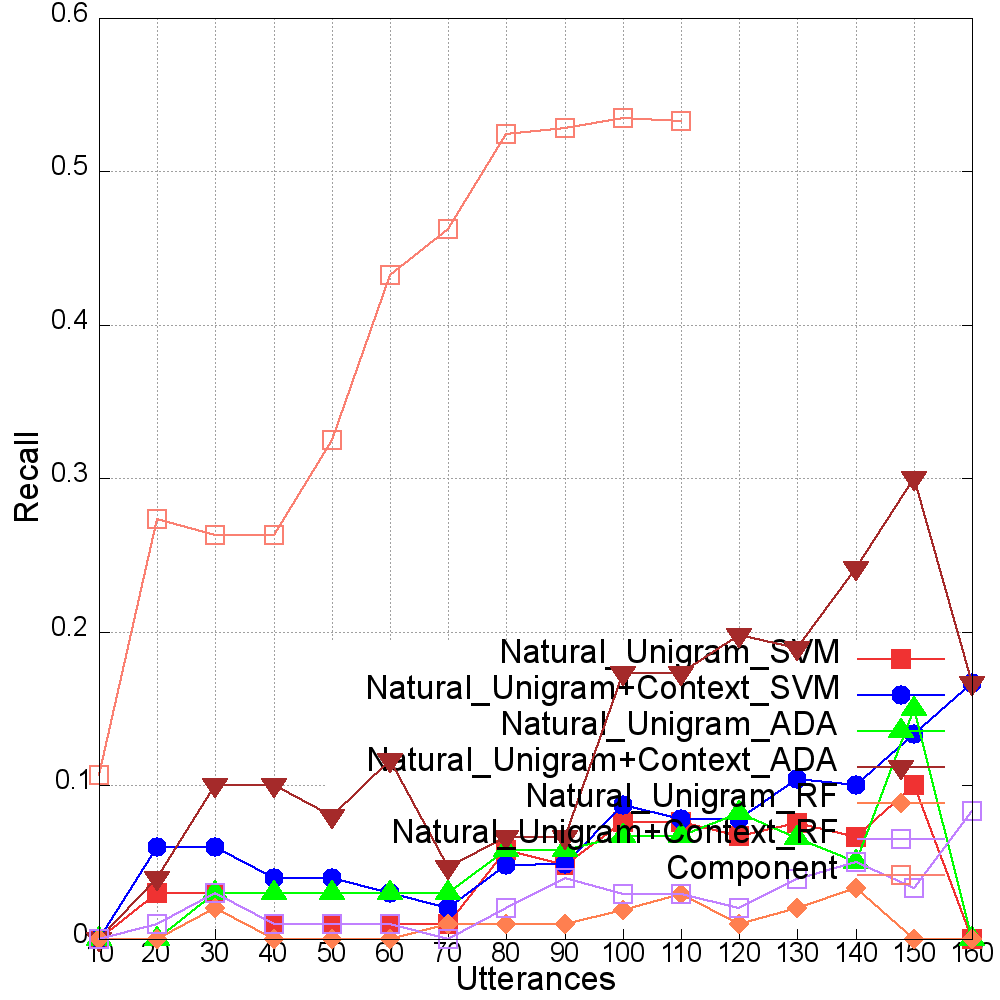 0.6
0.5
0.4
0.3
0.2
0.1
0
Recall
Natural_Unigram_SVM
Natural_Unigram+Context_SVM
Natural_Unigram_ADA
Natural_Unigram+Context_ADA
Natural_Unigram_RF
Natural_Unigram+Context_RF
Component
10 20 30 40 50 60 70 80 90 100 110 120 130 140 150 160
Utterances